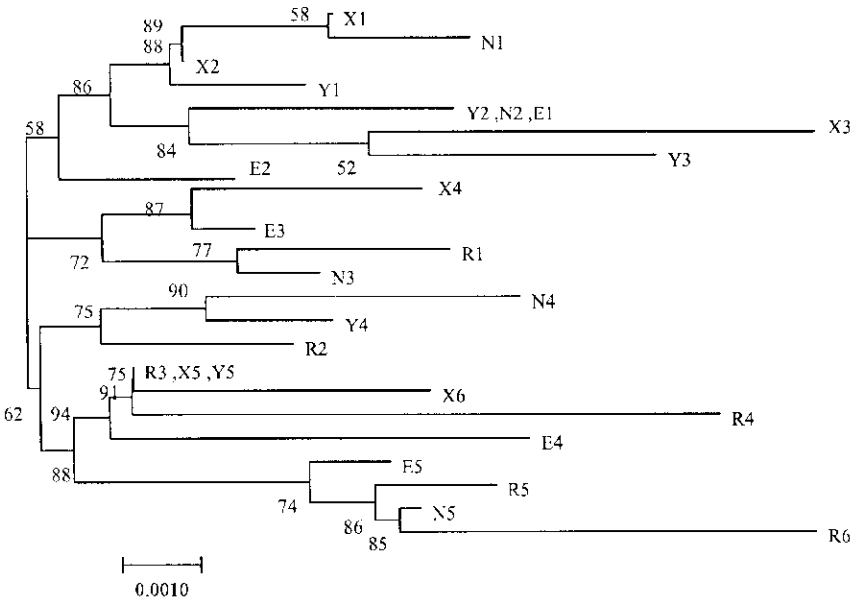 58 X1
89
N1
88
X2
86
Y1
Y2 ,N2 ,E1
X3
58
84
Y3
52
E2
X4
87
E3
77
R1
72
N3
90
N4
75
Y4
R2
75 R3 ,X5 ,Y5
91
X6
62 94
R4
E4
E5
88
R5
74
N5
86
R6
85
0.0010